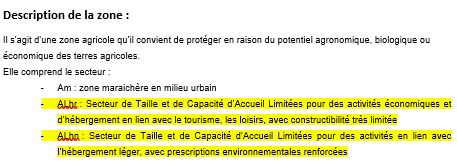 Description de la zone :
Il s'agit d'une zone agricole qu'il convient de protéger en raison du potentiel agronomique, biologique ou
économique des terres agricoles.
Elle comprend le secteur :
- Am : zone maraichère en milieu urbain
- ALhr : Secteur de Taille et de Capacité d'Accueil Limitées pour des activités économiques et
d'hébergement en lien avec le tourisme, les loisirs, avec constructibilité très limitée
- ALhn : Secteur de Taille et de Capacité d'Accueil Limitées pour des activités en lien avec
l'hébergement léger, avec prescriptions environnementales renforcées